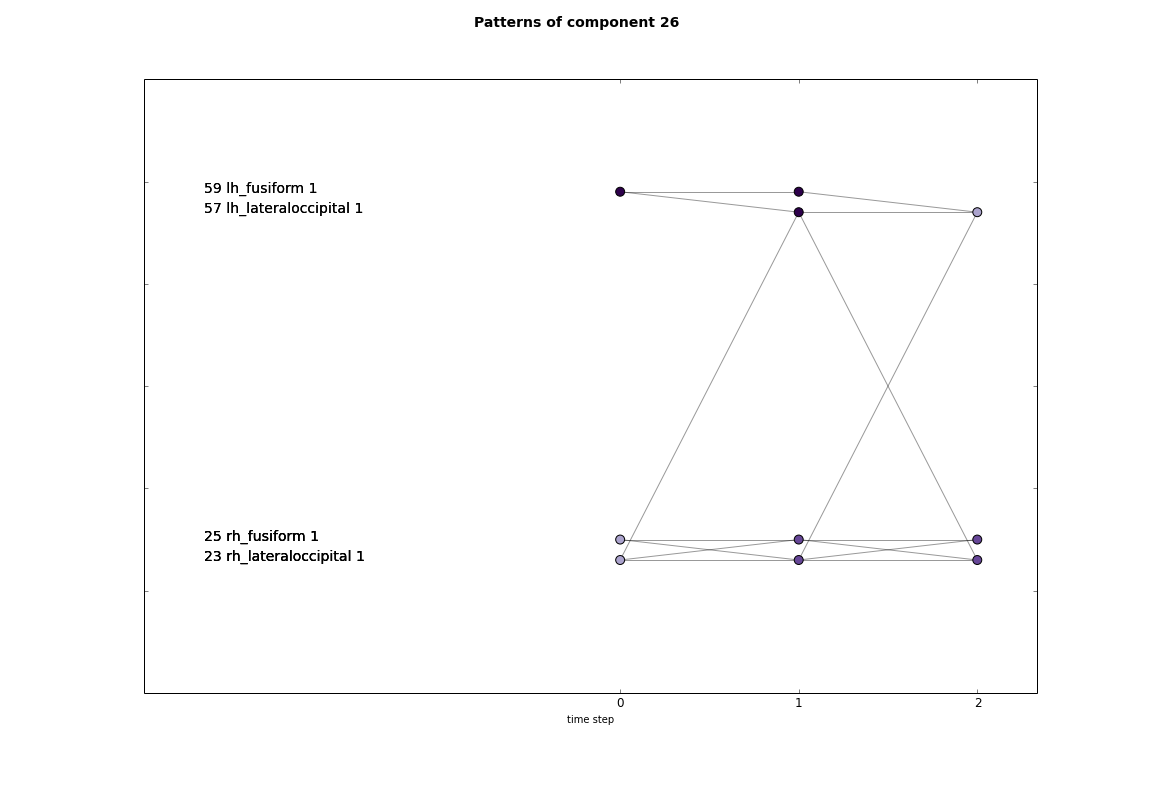 Patterns of component 26
59 lh_fusiform 1
57 lh_lateraloccipital 1
25 rh_fusiform 1
23 rh_lateraloccipital 1
0 1 2
time step